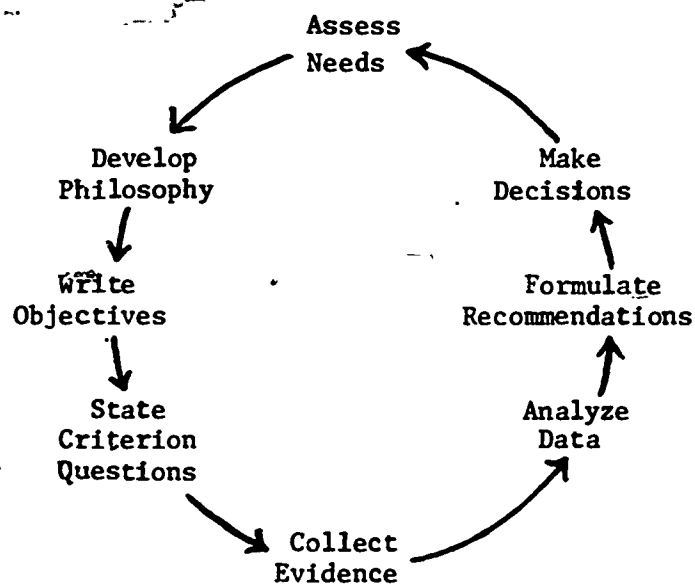 Assess
Needs
Develop
Philosophy
Write
Objectives
State
Criterion
Questions
Collect
Evidence
Analyze
Data
Formulate
Recommendations
Make
Decisions